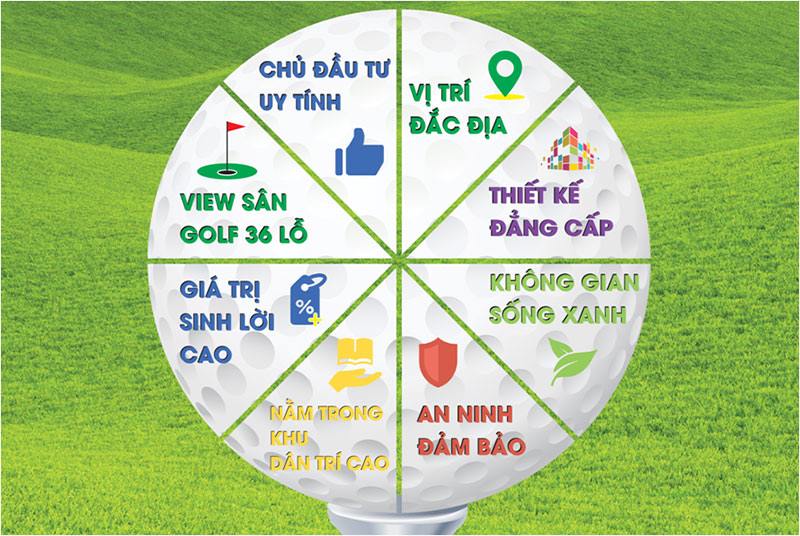 CHỦ ĐẦU TƯ
UY TÍNH
VỊ TRÍ
ĐẮC ĐỊA
THIẾT KẾ
ĐẲNG CẤP
KHÔNG GIAN
SỐNG XANH
AN NINH
ĐẢM BẢO
NẰM TRONG
KHU
DÂN TRÍ CAO
GIÁ TRỊ
SINH LỜI
CAO
%
VIEW SÂN
GOLF 36 LỖ